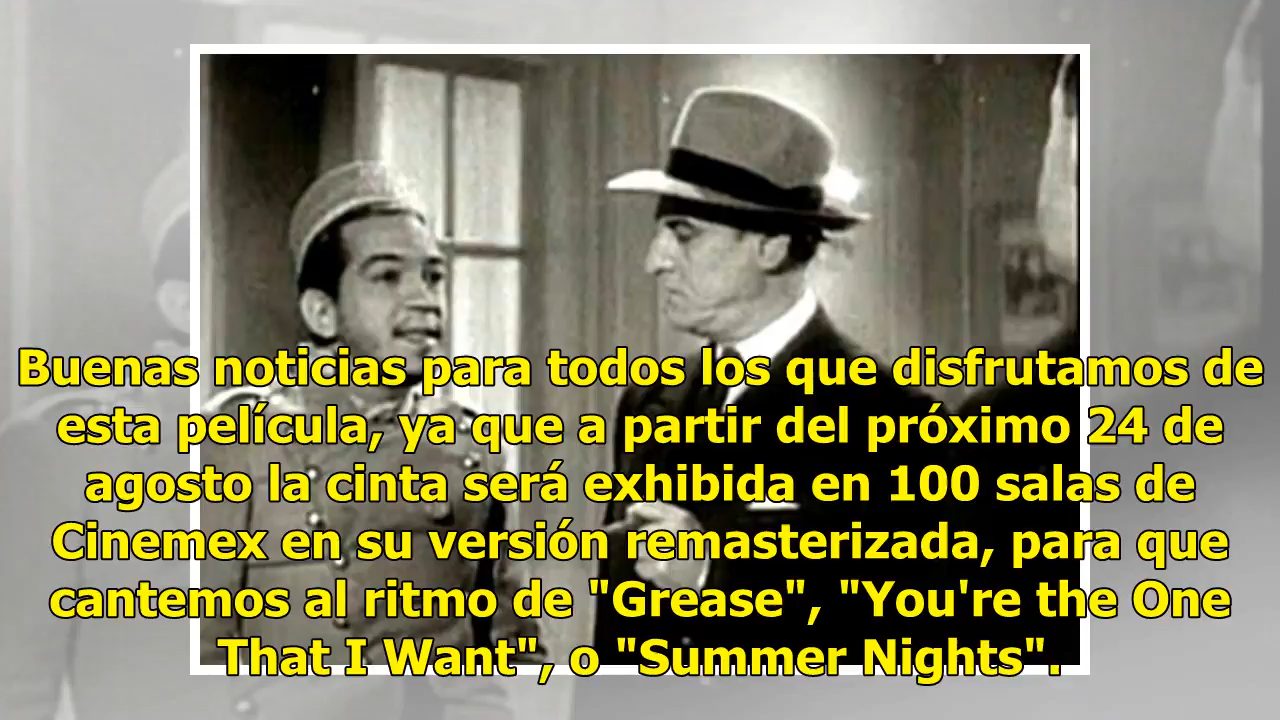 Buenas noticias para todos los que disfrutamos de
esta película, ya que a partir del próximo 24 de
agosto la cinta será exhibida en 100 salas de
Cinemex en su versión remasterizada, para que
cantemos al ritmo de "Grease", "You're the One
That I Want", o "Summer Nights".